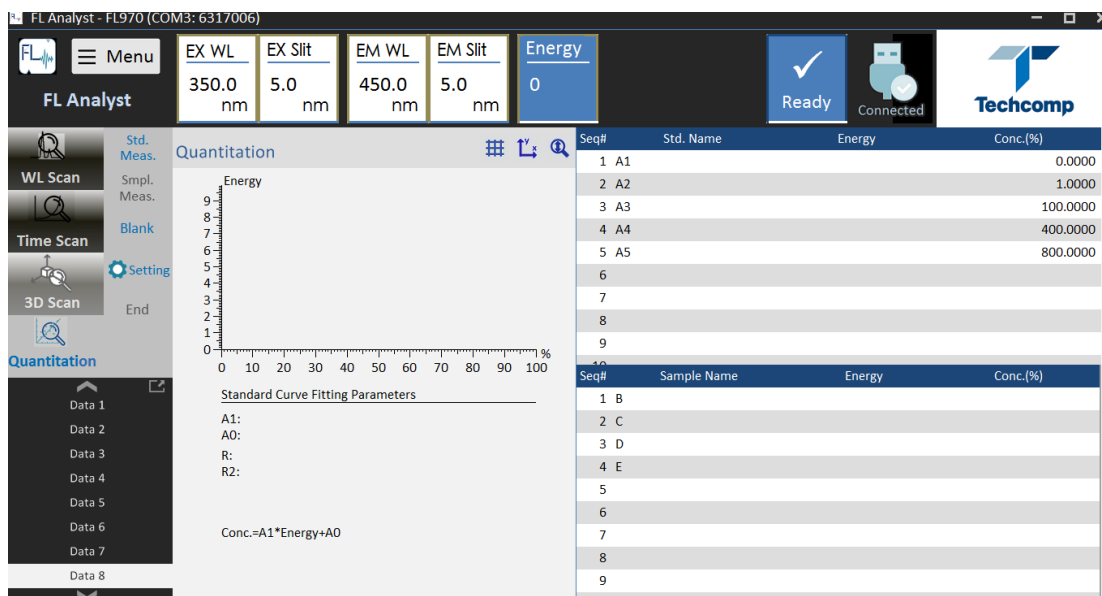 FL Analyst - FL970 (COM3: 6317006)
FL
Menu
FL Analyst
EX WL
350.0
nm
EX Slit
5.0
nm
EM WL
450.0
nm
EM Slit
5.0
nm
Energy
0
Ready
Connected
Techcomp
WL Scan
Time Scan
3D Scan
Quantitation
Std.
Meas.
Smpl.
Meas.
Blank
Setting
End
Data 1
Data 2
Data 3
Data 4
Data 5
Data 6
Data 7
Data 8
Quantitation
Y
x
Energy
9
8
7
6
5
4
3
2
1
0
0 10 20 30 40 50 60 70 80 90 100
%
Standard Curve Fitting Parameters
A1:
A0:
R:
R2:
Conc.=A1*Energy+A0
Seq# Std. Name Energy Conc.(%)
1 A1 0.0000
2 A2 1.0000
3 A3 100.0000
4 A4 400.0000
5 A5 800.0000
6
7
8
9
10
Seq# Sample Name Energy Conc.(%)
1 B
2 C
3 D
4 E
5
6
7
8
9